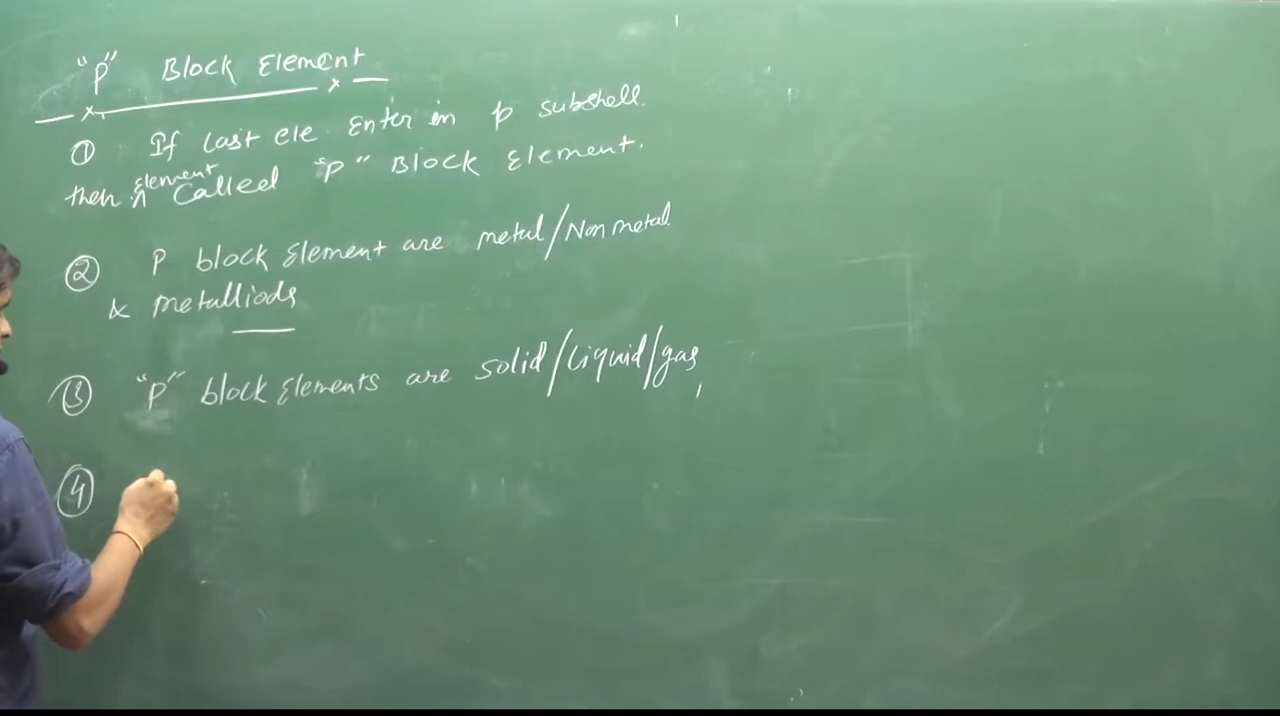 "P" Block Element
① If last ele. Enter in p subshell.
then element called "P" Block Element.
② P block Element are metal/Non metal
& metalliods
③ "P" block Elements are solid/liquid/gas,
④